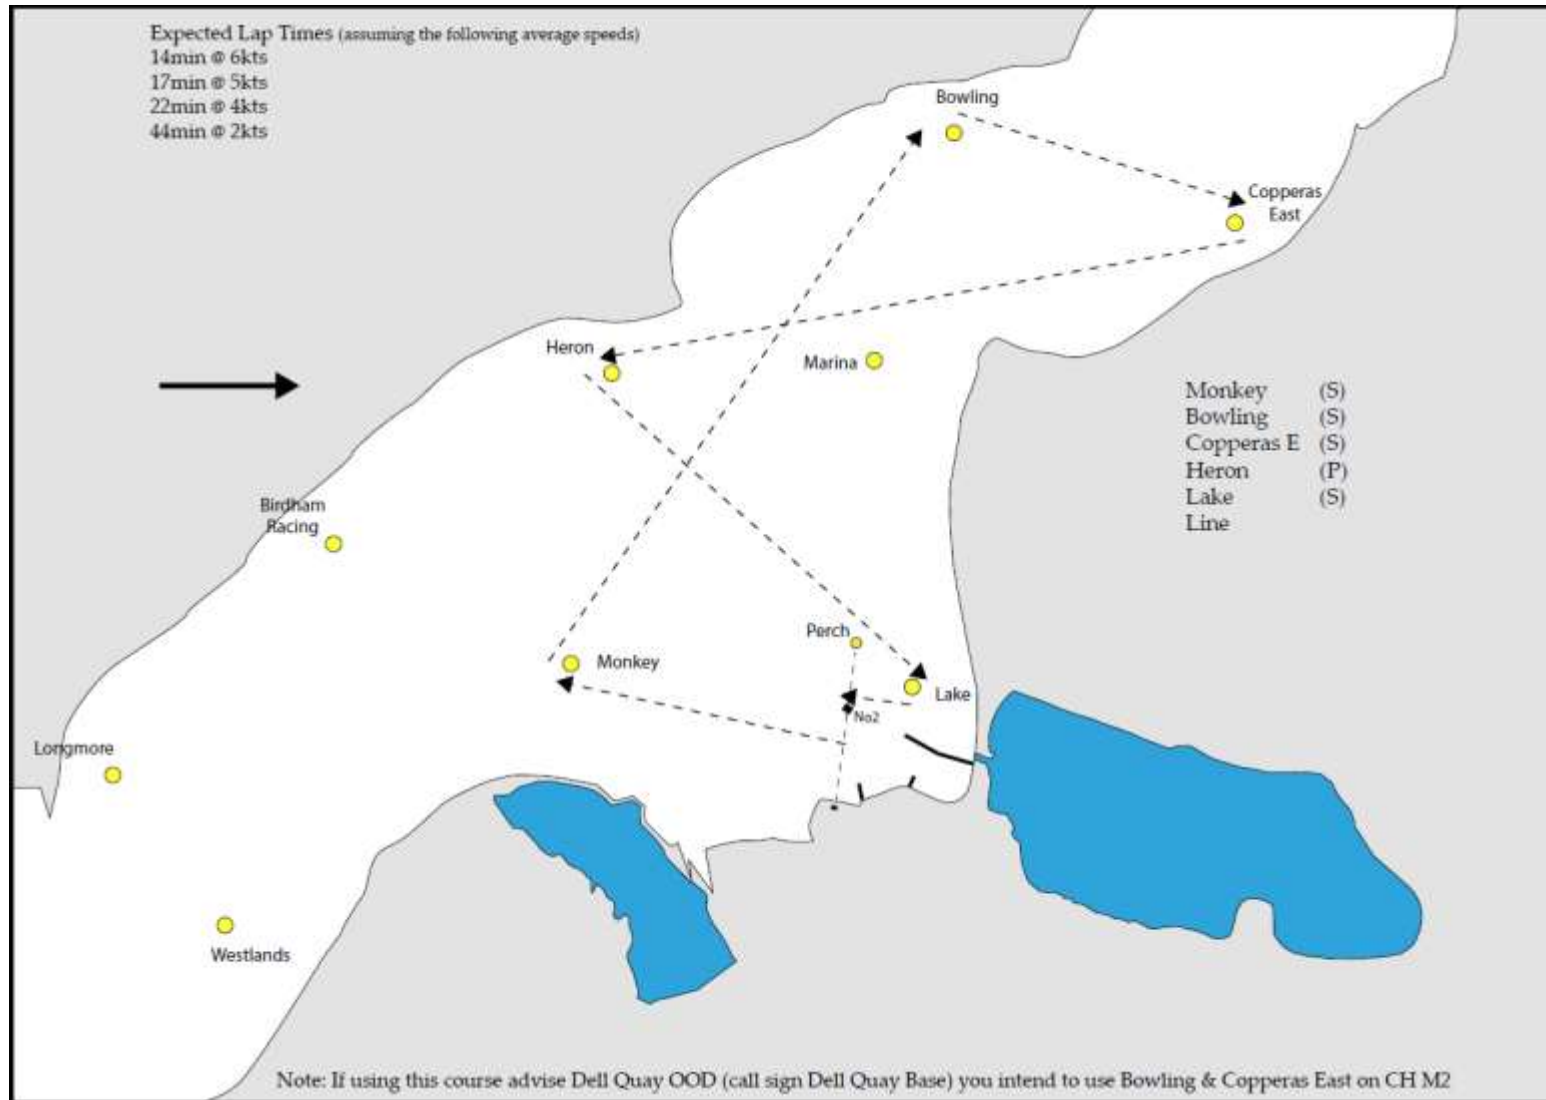 Expected Lap Times (assuming the following average speeds)
14min @ 6kts
17min @ 5kts
22min @ 4kts
44min @ 2kts
Bowling
Copperas
East
Heron
Marina
Monkey (S)
Bowling (S)
Copperas E (S)
Heron (P)
Lake (S)
Line
Birdham
Racing
Perch
Monkey
Lake
No2
Longmore
Westlands
Note: If using this course advise Dell Quay OOD (call sign Dell Quay Base) you intend to use Bowling & Copperas East on CH M2